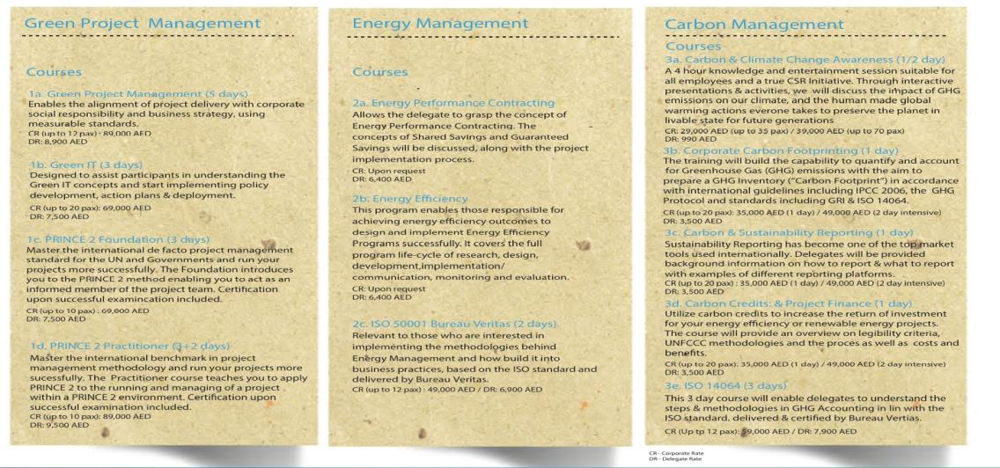 Green Project Management
Courses
1a. Green Project Management (5 days)
Enables the alignment of project delivery with corporate
social responsibility and business strategy, using
measurable standards.
CR (up to 12 pax) : 89,000 AED
DR: 8,900 AED
1b. Green IT (3 days)
Designed to assist participants in understanding the
Green IT concepts and start implementing policy
development, action plans & deployment.
CR (up to 20 pax): 69,000 AED
DR: 7,500 AED
1c. PRINCE 2 Foundation (3 days)
Master the international de facto project management
standard for the UN and Governments and run your
projects more successfully. The Foundation introduces
you to the PRINCE 2 method enabling you to act as an
informed member of the project team. Certification
upon successful examination included.
CR (up to 10 pax) : 69,000 AED
DR: 7,500 AED
1d. PRINCE 2 Practitioner (3+2 days)
Master the international benchmark in project
management methodology and run your projects more
sucessfully. The Practitioner course teaches you to apply
PRINCE 2 to the running and managing of a project
within a PRINCE 2 environment. Certification upon
successful examination included.
CR (up to 10 pax): 89,000 AED
DR: 9,500 AED
Energy Management
Courses
2a. Energy Performance Contracting
Allows the delegate to grasp the concept of
Energy Performance Contracting. The
concepts of Shared Savings and Guaranteed
Savings will be discussed, along with the project
implementation process.
CR: Upon request
DR: 6,400 AED
2b. Energy Efficiency
This program enables those responsible for
achieving energy efficiency outcomes to
design and implement Energy Efficiency
Programs successfully. It covers the full
program life-cycle of research, design,
development,implementation/
communication, monitoring and evaluation.
CR: Upon request
DR: 6,400 AED
2c. ISO 50001 Bureau Veritas (2 days).
Relevant to those who are interested in
implementing the methodologies behind
Energy Management and how build it into
business practices, based on the ISO standard and
delivered by Bureau Veritas.
CR (up to 12 pax) : 49,000 AED / DR: 6,900 AED
Carbon Management
Courses
3a. Carbon & Climate Change Awareness (1/2 day)
A 4 hour knowledge and entertainment session suitable for
all employees and a true CSR Initiative. Through interactive
presentations & activities, we will discuss the impact of GHG
emissions on our climate, and the human made global
warming actions everone takes to preserve the planet in
livable state for future generations
CR: 29,000 AED (up to 35 pax) / 39,000 AED (up to 70 pax)
DR: 990 AED
3b. Corporate Carbon Footprinting (1 day)
The training will build the capability to quantify and account
for Greenhouse Gas (GHG) emissions with the aim to
prepare a GHG Inventory ("Carbon Footprint") in accordance
with international guidelines including IPCC 2006, the GHG
Protocol and standards including GRI & ISO 14064.
CR (up to 20 pax): 35,000 AED (1 day) / 49,000 AED (2 day intensive)
DR: 3,500 AED
3c. Carbon & Sustainability Reporting (1 day)
Sustainability Reporting has become one of the top market
tools used internationally. Delegates will be provided
background information on how to report & what to report
with examples of different reporting platforms.
CR (up to 20 pax) : 35,000 AED (1 day) / 49,000 AED (2 day intensive)
DR: 3,500 AED
3d. Carbon Credits: & Project Finance (1 day)
Utilize carbon credits to increase the return of investment
for your energy efficiency or renewable energy projects.
The course will provide an overview on legibility criteria,
UNFCCC methodologies and the proces as well as costs and
benefits.
CR (up to 20 pax): 35,000 AED (1 day) / 49,000 AED (2 day intensive)
DR: 3,500 AED
3e. ISO 14064 (3 days)
This 3 day course will enable delegates to understand the
steps & methodologies in GHG Accounting in lin with the
ISO standard, delivered & certified by Bureau Vertias.
CR (Up tp 12 pax): 59,000 AED / DR: 7,900 AED
CR - Corporate Rate
DR - Delegate Rate